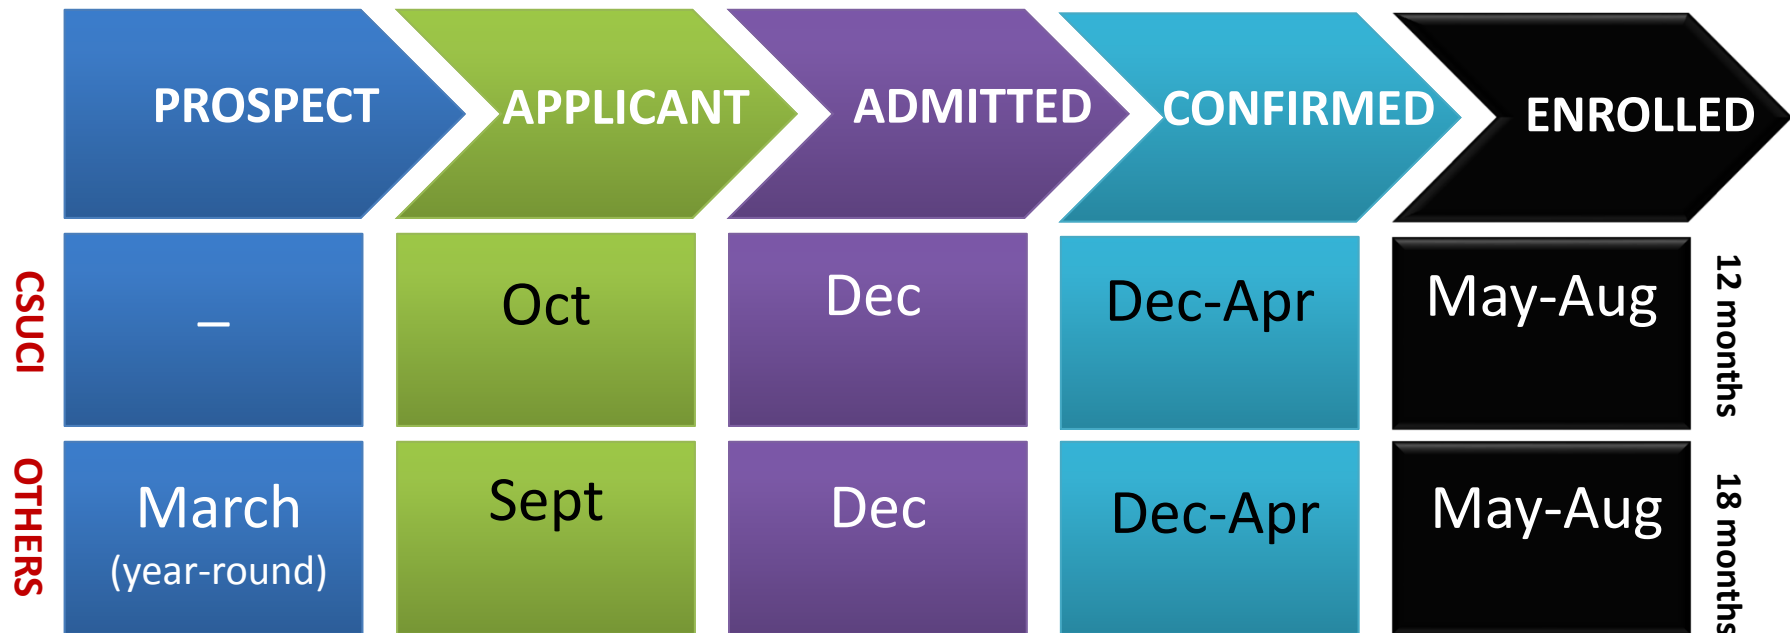 PROSPECT
APPLICANT
ADMITTED
CONFIRMED
ENROLLED
CSUCI
–
Oct
Dec
Dec-Apr
May-Aug
12 months
OTHERS
March
(year-round)
Sept
Dec
Dec-Apr
May-Aug
18 months